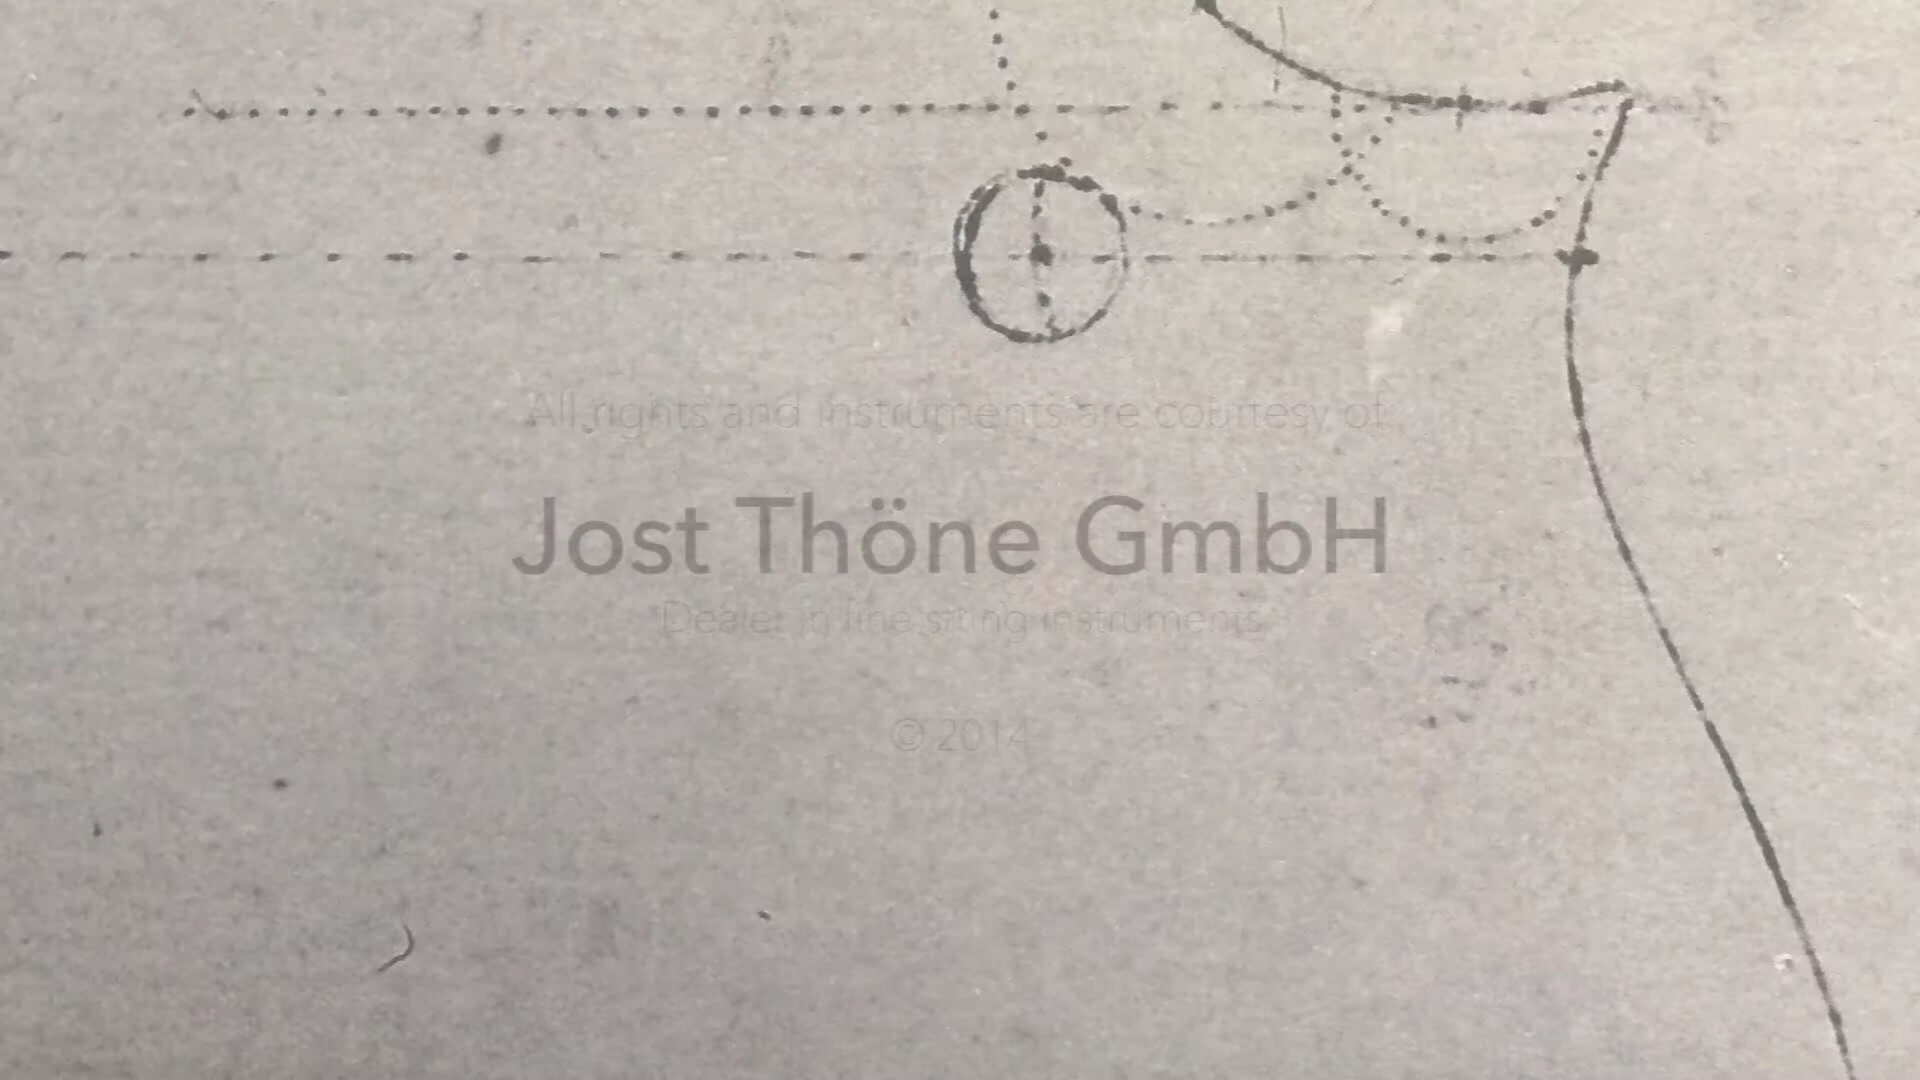 All rights and instruments are courtesy of
Jost Thöne GmbH
Dealer in fine string instruments
© 2014